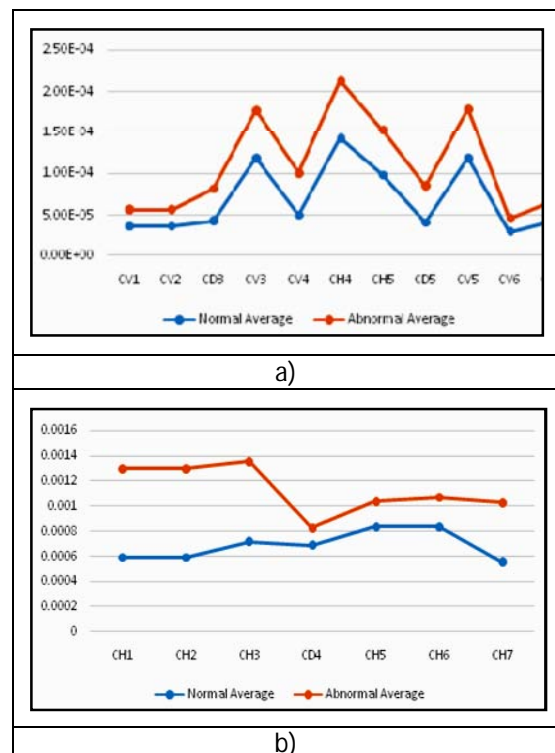 2.50E-04
2.00E-04
1.50E-04
1.00E-04
5.00E-05
0.00E+00
CV1 CV2 CD3 CV3 CV4 CH4 CH5 CD5 CV5 CV6
Normal Average Abnormal Average
a)
0.0016
0.0014
0.0012
0.001
0.0008
0.0006
0.0004
0.0002
0
CH1 CH2 CH3 CD4 CH5 CH6 CH7
Normal Average Abnormal Average
b)